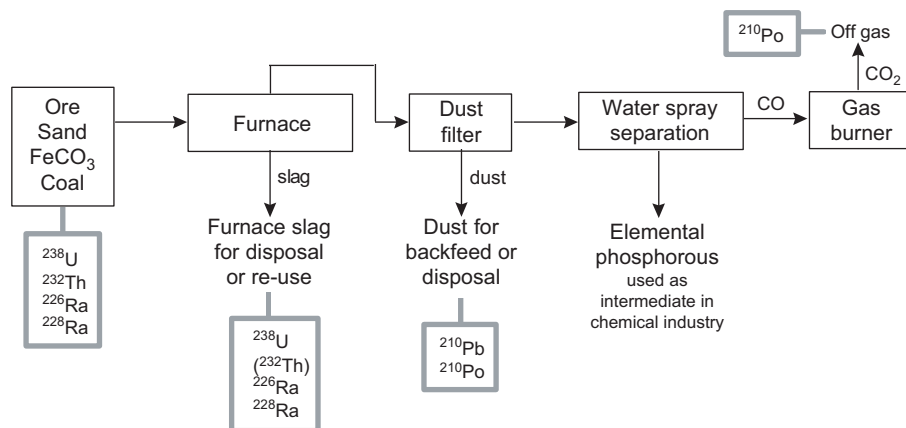 Ore
Sand
FeCO₃
Coal
²³⁸U
²³²Th
²²⁶Ra
²²⁸Ra
Furnace
slag
Furnace slag
for disposal
or re-use
²³⁸U
(²³²Th)
²²⁶Ra
²²⁸Ra
Dust
filter
dust
Dust for
backfeed or
disposal
²¹⁰Pb
²¹⁰Po
Water spray
separation
Elemental
phosphorous
used as
intermediate in
chemical industry
CO
Gas
burner
CO₂
Off gas
²¹⁰Po